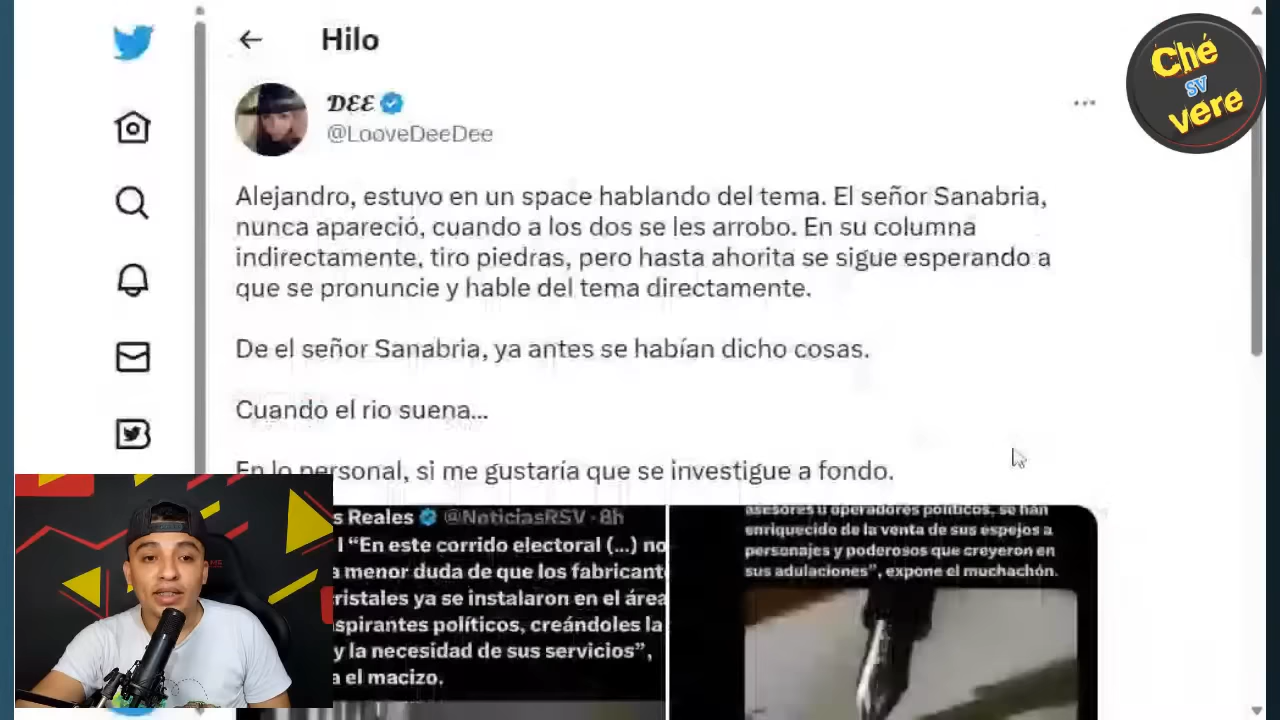 Hilo
Ché
sv
vere
DEE
@LooveDeeDee
Alejandro, estuvo en un space hablando del tema. El señor Sanabria,
nunca apareció, cuando a los dos se les arrobo. En su columna
indirectamente, tiro piedras, pero hasta ahorita se sigue esperando a
que se pronuncie y hable del tema directamente.
De el señor Sanabria, ya antes se habían dicho cosas.
Cuando el rio suena...
En lo personal, si me gustaría que se investigue a fondo.
s Reales @NoticiasRSV · 8h
l “En este corrido electoral (...) no
a menor duda de que los fabricant
ristales ya se instalaron en el área
spirantes políticos, creándoles la
y la necesidad de sus servicios”,
a el macizo.
asesores u operadores políticos, se han
enriquecido de la venta de sus espejos a
personajes y poderosos que creyeron en
sus adulaciones”, expone el muchachón.